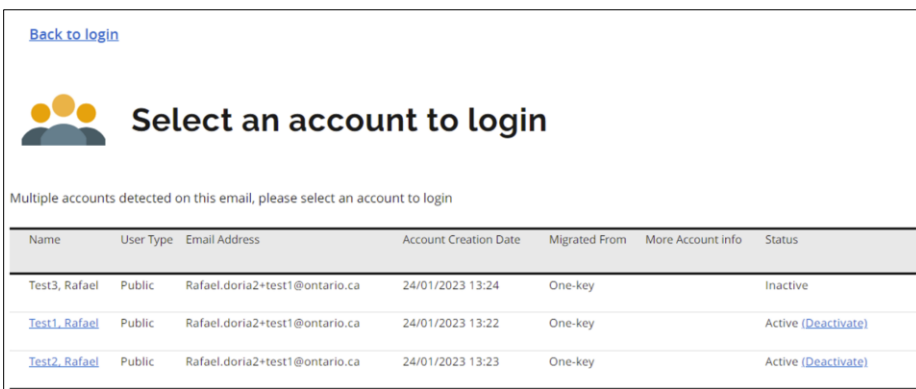 Back to login
Select an account to login
Multiple accounts detected on this email, please select an account to login
Name User Type Email Address Account Creation Date Migrated From More Account info Status
Test3, Rafael Public Rafael.doria2+test1@ontario.ca 24/01/2023 13:24 One-key Inactive
Test1, Rafael Public Rafael.doria2+test1@ontario.ca 24/01/2023 13:22 One-key Active (Deactivate)
Test2, Rafael Public Rafael.doria2+test1@ontario.ca 24/01/2023 13:23 One-key Active (Deactivate)